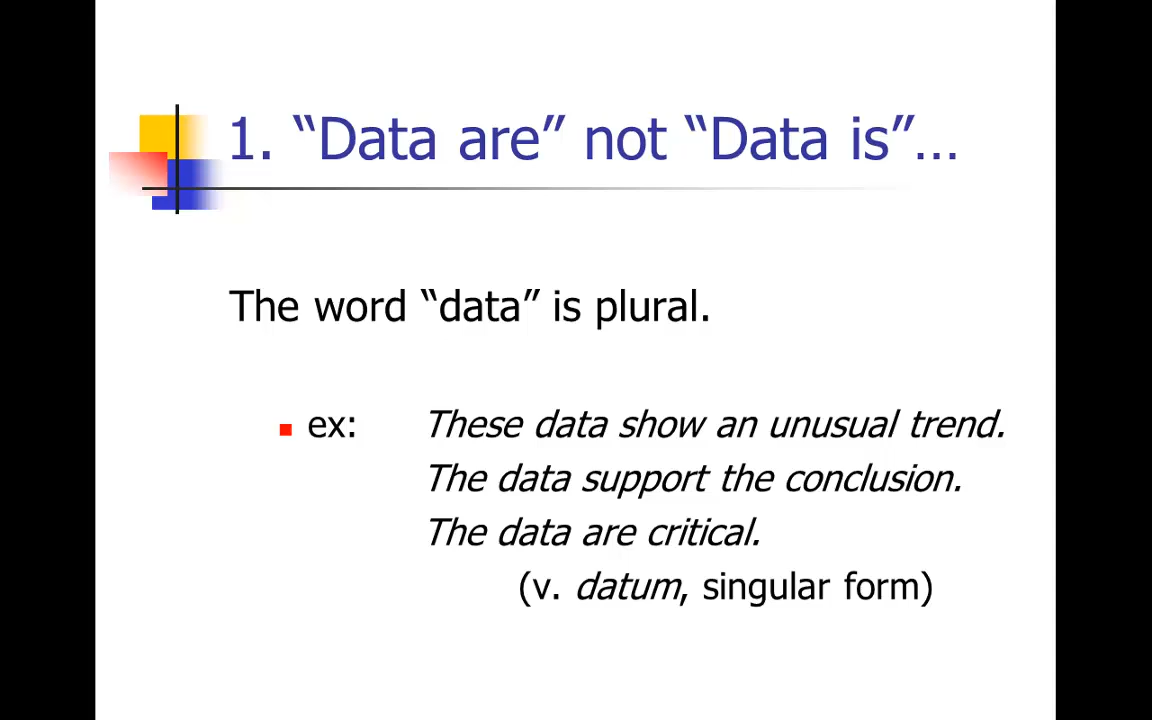 1. “Data are” not “Data is”…
The word “data” is plural.
ex: These data show an unusual trend.
The data support the conclusion.
The data are critical.
(v. datum, singular form)